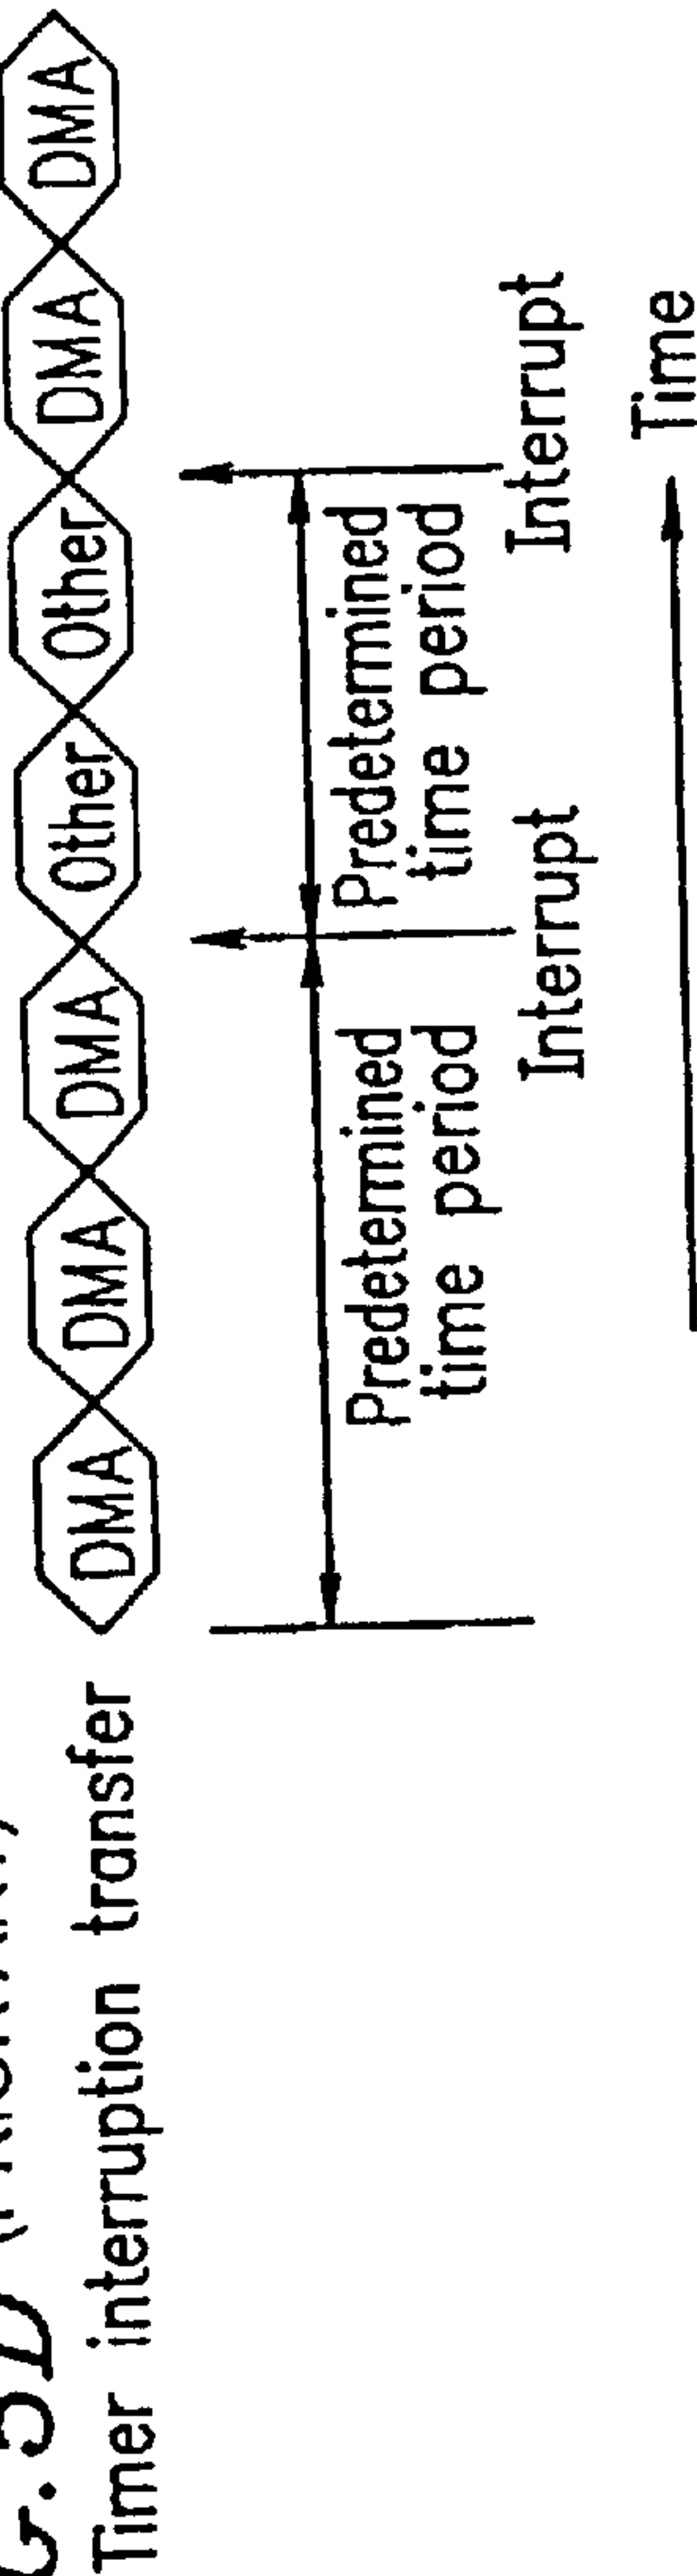 Timer interruption transfer
DMA DMA DMA Other Other DMA DMA
Predetermined
time period
Predetermined
time period
Interrupt
Interrupt
Time